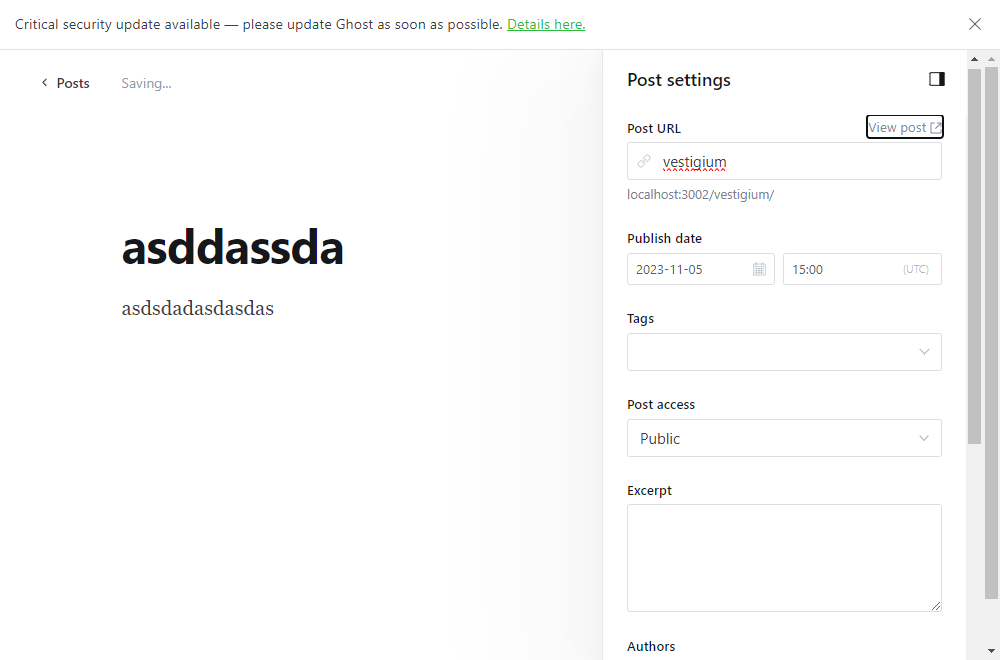 Critical security update available — please update Ghost as soon as possible. Details here.
Posts
Saving...
asddassda
asdsdadasdasdas
Post settings
Post URL
View post
vestigium
localhost:3002/vestigium/
Publish date
2023-11-05
15:00
(UTC)
Tags
Post access
Public
Excerpt
Authors